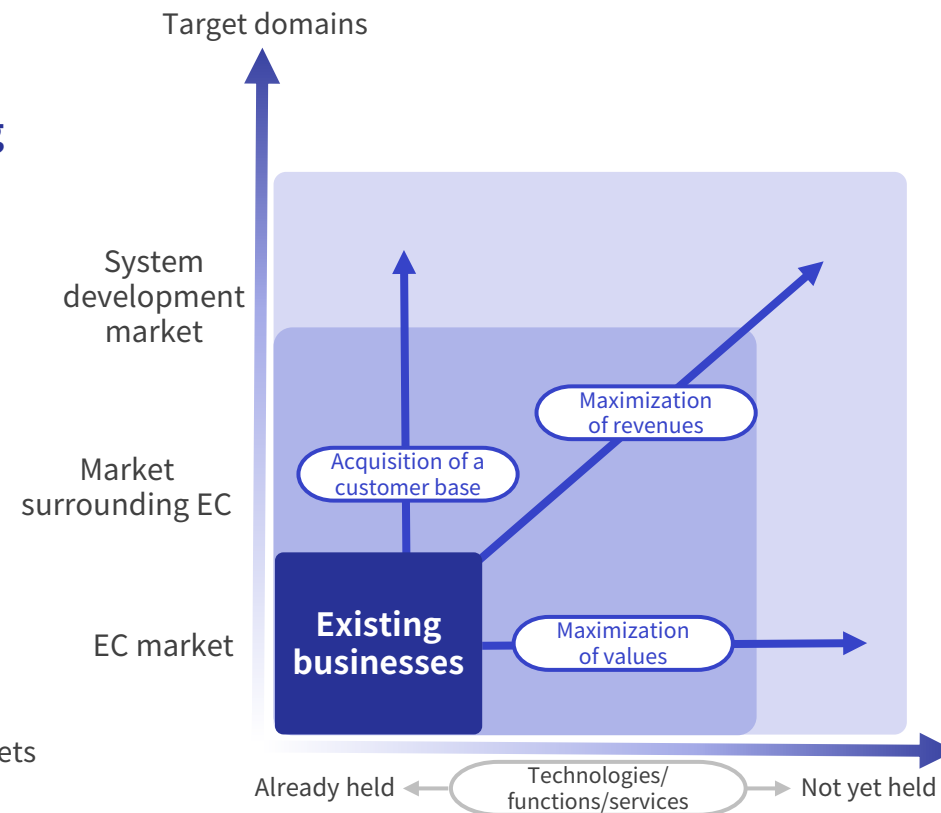 Target domains
g
System
development
market
Maximization
of revenues
Acquisition of a
customer base
Market
surrounding EC
Existing
businesses
Maximization
of values
EC market
ets
Already held
Technologies/
functions/services
Not yet held